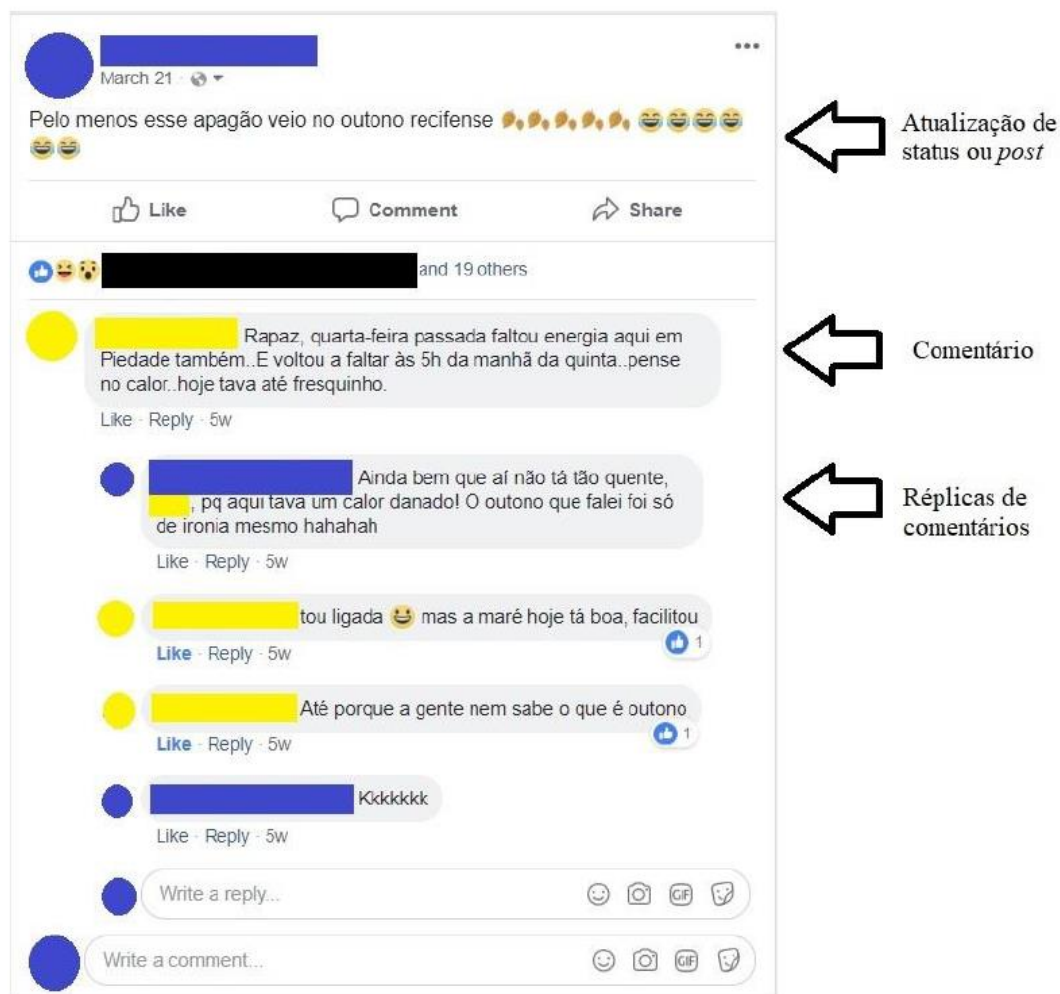 March 21
Pelo menos esse apagão veio no outono recifense 🍂🍂🍂🍂🍂 😂😂😂😂
😂😂
Atualização de
status ou post
Like Comment Share
and 19 others
Rapaz, quarta-feira passada faltou energia aqui em
Piedade também..E voltou a faltar às 5h da manhã da quinta..pense
no calor..hoje tava até fresquinho.
Comentário
Like · Reply · 5w
Ainda bem que aí não tá tão quente,
, pq aqui tava um calor danado! O outono que falei foi só
de ironia mesmo hahahah
Réplicas de
comentários
Like · Reply · 5w
tou ligada 😃 mas a maré hoje tá boa, facilitou
1
Like · Reply · 5w
Até porque a gente nem sabe o que é outono
1
Like · Reply · 5w
Kkkkkkk
Like · Reply · 5w
Write a reply...
GIF
Write a comment...
GIF